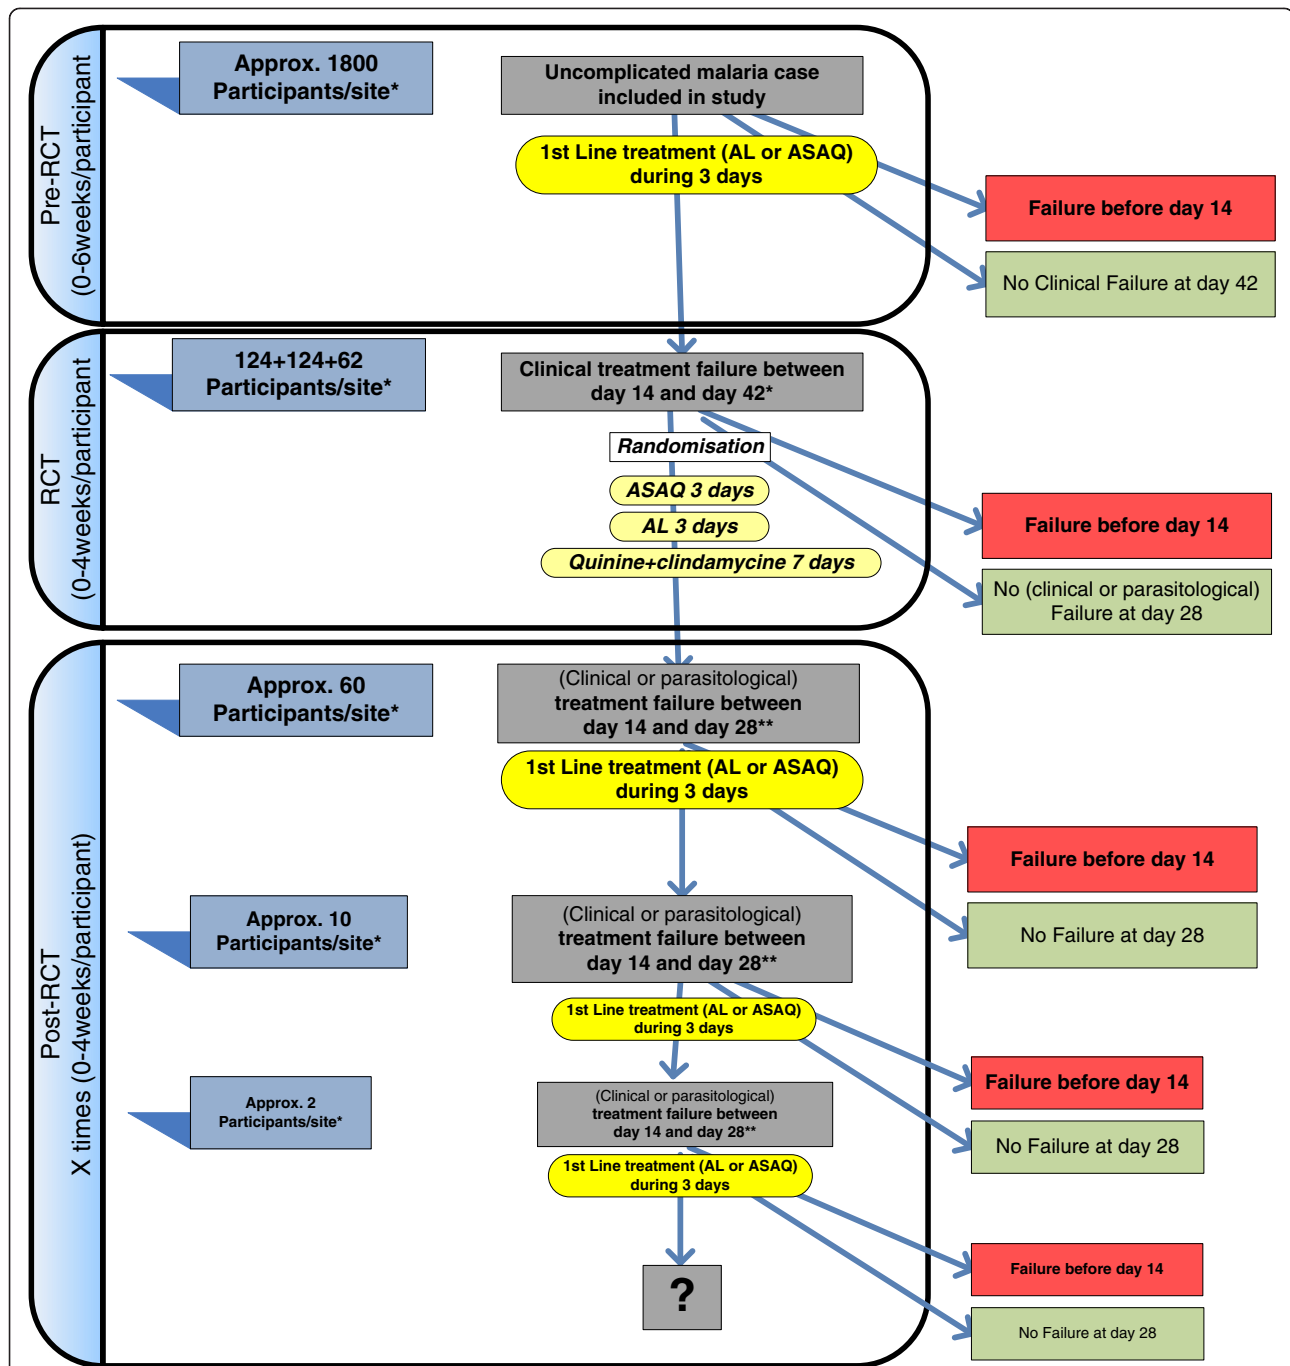 Pre-RCT
(0-6weeks/participant
Approx. 1800
Participants/site*
Uncomplicated malaria case
included in study
1st Line treatment (AL or ASAQ)
during 3 days
Failure before day 14
No Clinical Failure at day 42
RCT
(0-4weeks/participant
124+124+62
Participants/site*
Clinical treatment failure between
day 14 and day 42*
Randomisation
ASAQ 3 days
AL 3 days
Quinine+clindamycine 7 days
Failure before day 14
No (clinical or parasitological)
Failure at day 28
Post-RCT
X times (0-4weeks/participant)
Approx. 60
Participants/site*
(Clinical or parasitological)
treatment failure between
day 14 and day 28**
1st Line treatment (AL or ASAQ)
during 3 days
Failure before day 14
No Failure at day 28
Approx. 10
Participants/site*
(Clinical or parasitological)
treatment failure between
day 14 and day 28**
1st Line treatment (AL or ASAQ)
during 3 days
Failure before day 14
No Failure at day 28
Approx. 2
Participants/site*
(Clinical or parasitological)
treatment failure between
day 14 and day 28**
1st Line treatment (AL or ASAQ)
during 3 days
Failure before day 14
No Failure at day 28
?